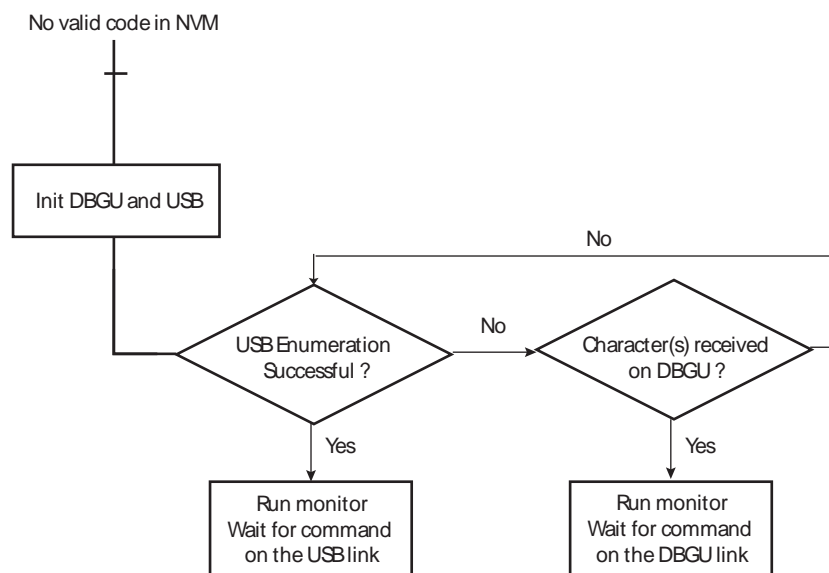 No valid code in NVM
Init DBGU and USB
No
USB Enumeration
Successful ?
No
Character(s) received
on DBGU ?
Yes
Yes
Run monitor
Wait for command
on the USB link
Run monitor
Wait for command
on the DBGU link